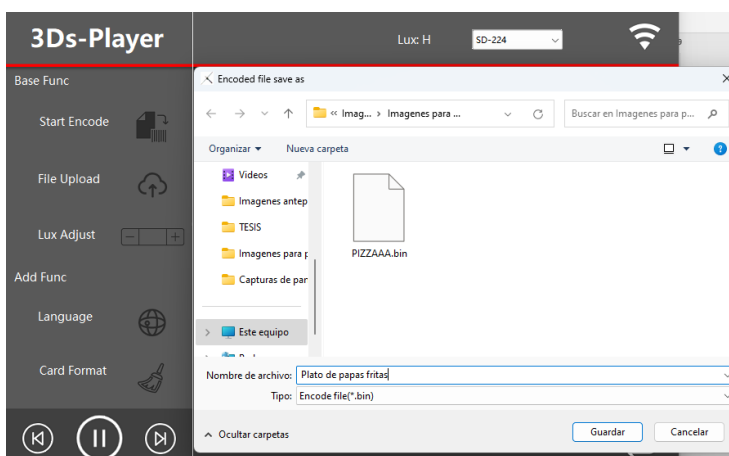 3Ds-Player
Lux: H
SD-224
Base Func
Start Encode
File Upload
Lux Adjust
Add Func
Language
Card Format
Encoded file save as
« Imag... › Imagenes para ...
Buscar en Imagenes para p...
Organizar
Nueva carpeta
Videos
Imagenes antep
TESIS
Imagenes para p
Capturas de par
Este equipo
PIZZAAA.bin
Nombre de archivo: Plato de papas fritas
Tipo: Encode file(*.bin)
Ocultar carpetas
Guardar
Cancelar